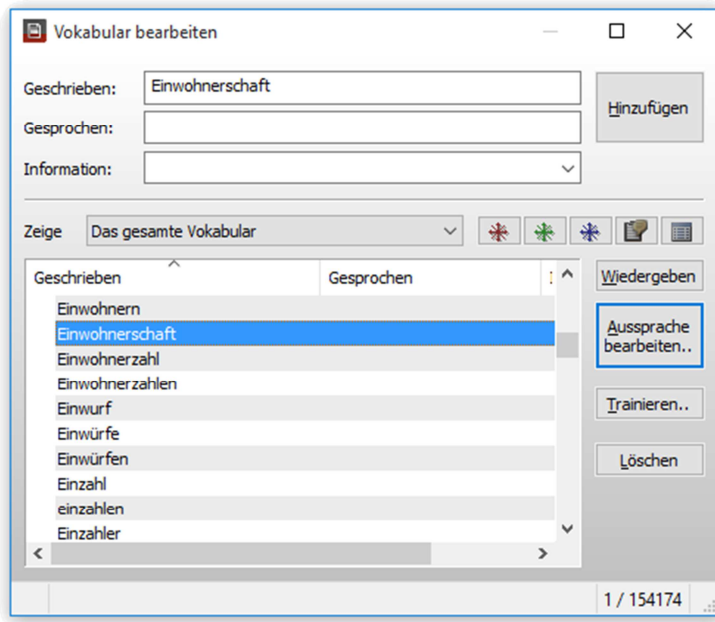 Vokabular bearbeiten
Geschrieben: Einwohnerschaft
Hinzufügen
Gesprochen:
Information:
Zeige Das gesamte Vokabular
Geschrieben Gesprochen
Wiedergeben
Einwohnern
Einwohnerschaft
Aussprache
bearbeiten..
Einwohnerzahl
Einwohnerzahlen
Einwurf
Trainieren..
Einwürfe
Einwürfen
Löschen
Einzahl
einzahlen
Einzahler
1 / 154174